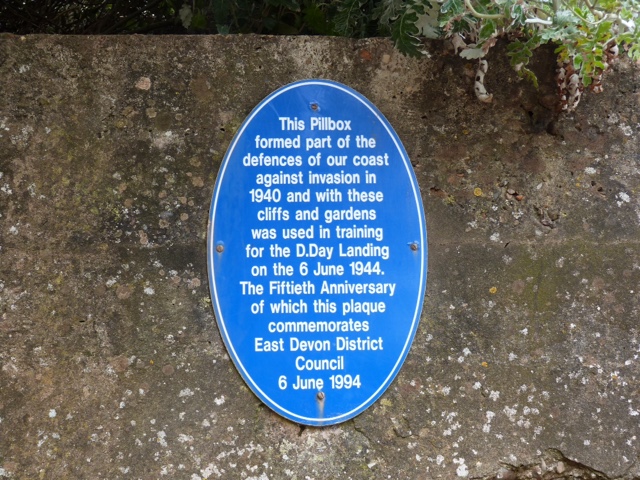 This Pillbox
formed part of the
defences of our coast
against invasion in
1940 and with these
cliffs and gardens
was used in training
for the D.Day Landing
on the 6 June 1944.
The Fiftieth Anniversary
of which this plaque
commemorates
East Devon District
Council
6 June 1994